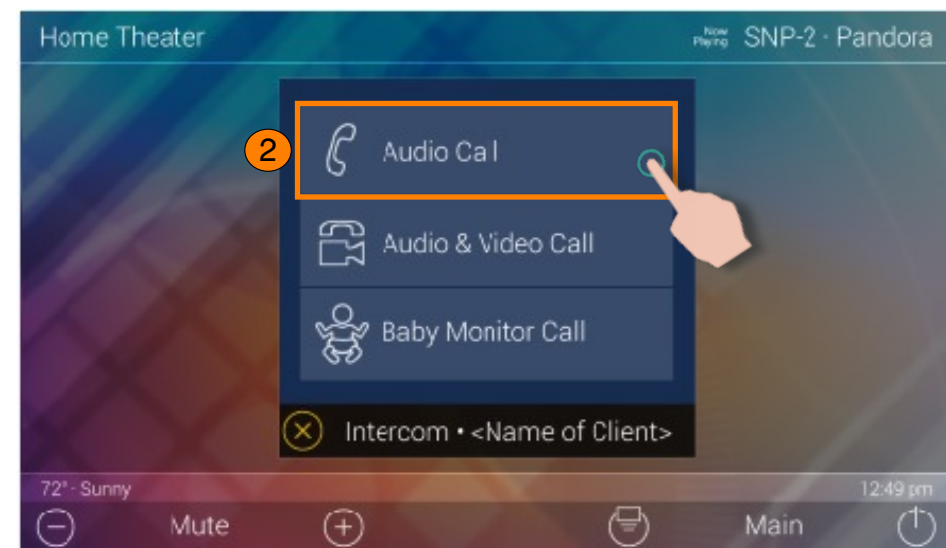 Home Theater
Now Playing SNP-2 · Pandora
2
Audio Call
Audio & Video Call
Baby Monitor Call
Intercom • <Name of Client>
72° - Sunny
12:49 pm
Mute
Main